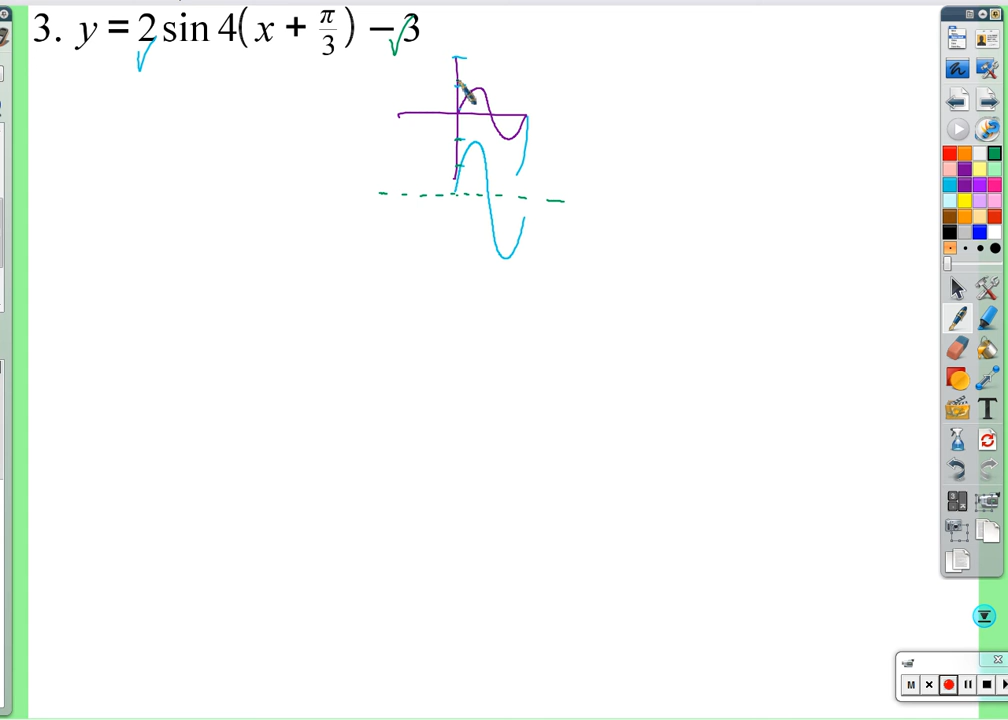 3. y = 2 sin 4( x + π/3 ) − 3
T
M